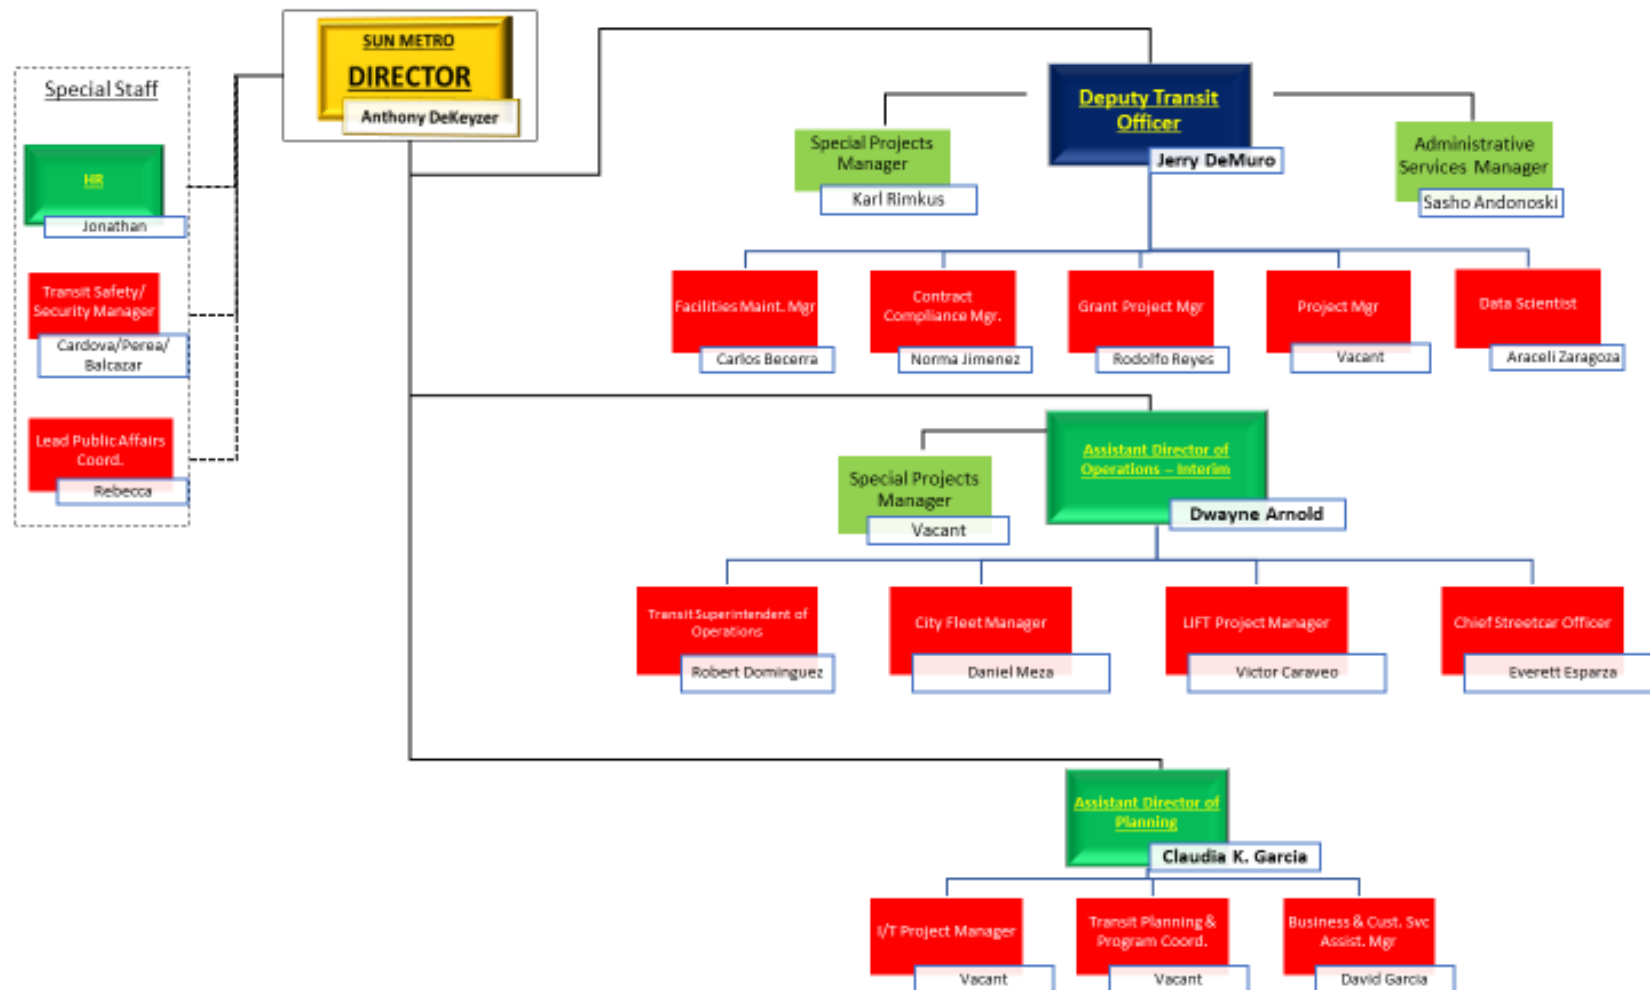 SUN METRO
DIRECTOR
Anthony DeKeyzer
Special Staff
HR
Jonathan
Transit Safety/
Security Manager
Cardova/Perea/
Balcazar
Lead Public Affairs
Coord.
Rebecca
Deputy Transit
Officer
Jerry DeMuro
Special Projects
Manager
Karl Rimkus
Administrative
Services Manager
Sasho Andonoski
Facilities Maint. Mgr
Carlos Becerra
Contract
Compliance Mgr.
Norma Jimenez
Grant Project Mgr
Rodolfo Reyes
Project Mgr
Vacant
Data Scientist
Araceli Zaragoza
Assistant Director of
Operations – Interim
Dwayne Arnold
Special Projects
Manager
Vacant
Transit Superintendent of
Operations
Robert Dominguez
City Fleet Manager
Daniel Meza
LIFT Project Manager
Victor Caraveo
Chief Streetcar Officer
Everett Esparza
Assistant Director of
Planning
Claudia K. Garcia
I/T Project Manager
Vacant
Transit Planning &
Program Coord.
Vacant
Business & Cust. Svc
Assist. Mgr
David Garcia